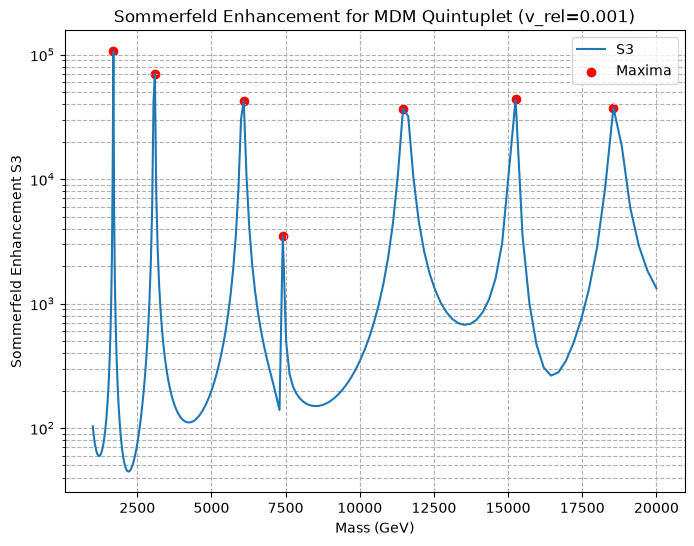 Sommerfeld Enhancement for MDM Quintuplet (v_rel=0.001)
S3
Maxima
Sommerfeld Enhancement S3
10^5
10^4
10^3
10^2
2500 5000 7500 10000 12500 15000 17500 20000
Mass (GeV)